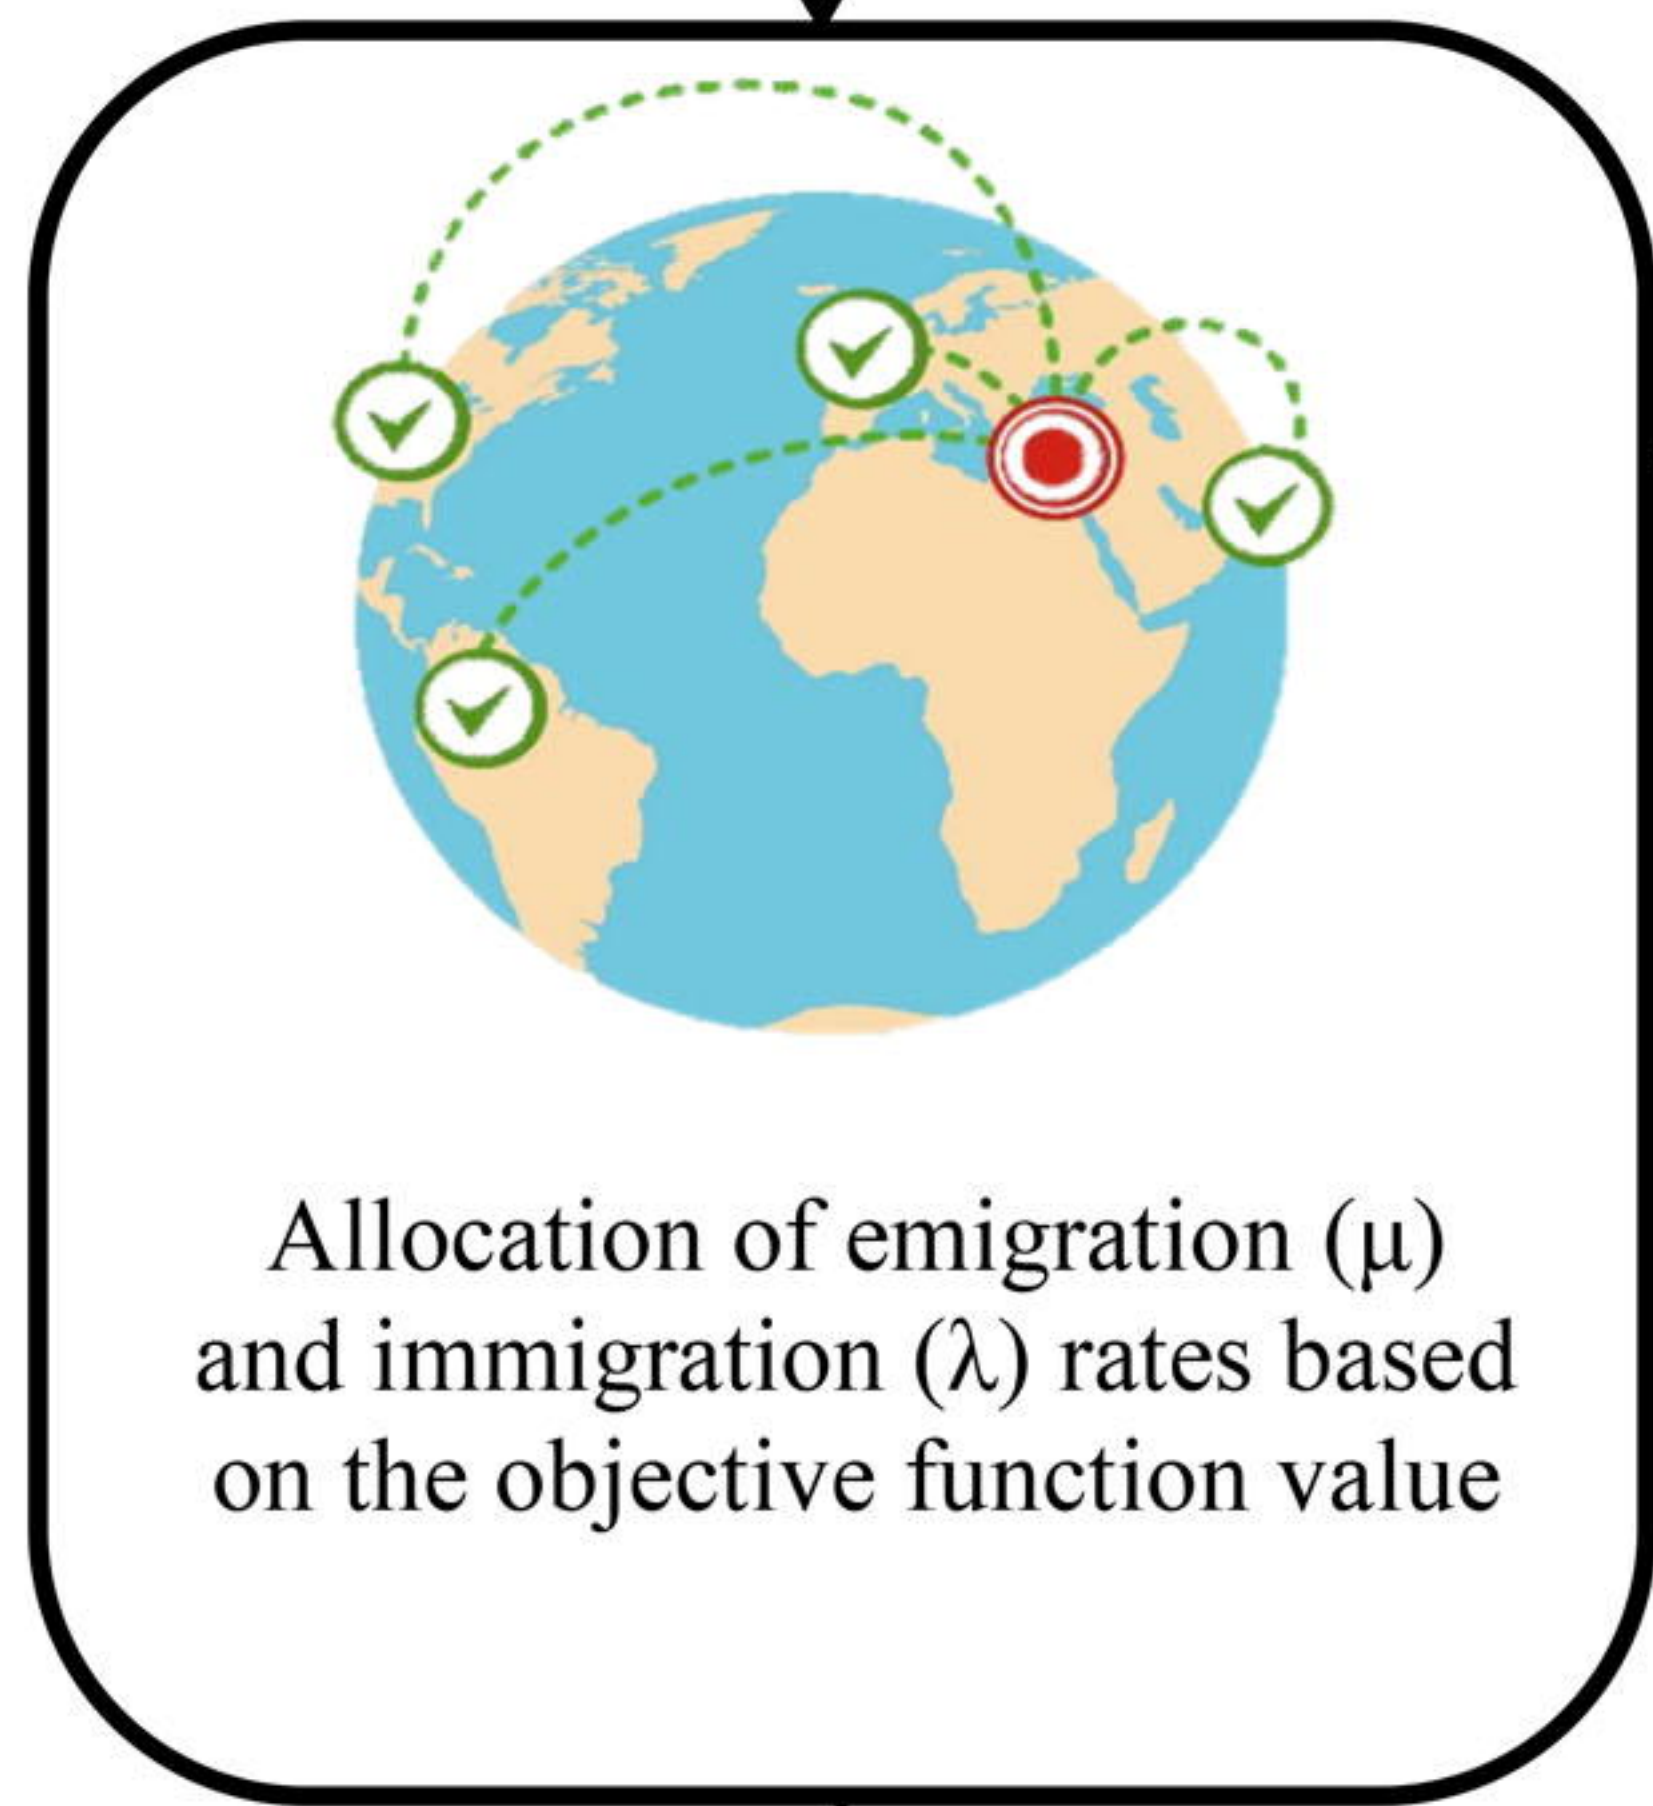 Allocation of emigration (μ)
and immigration (λ) rates based
on the objective function value